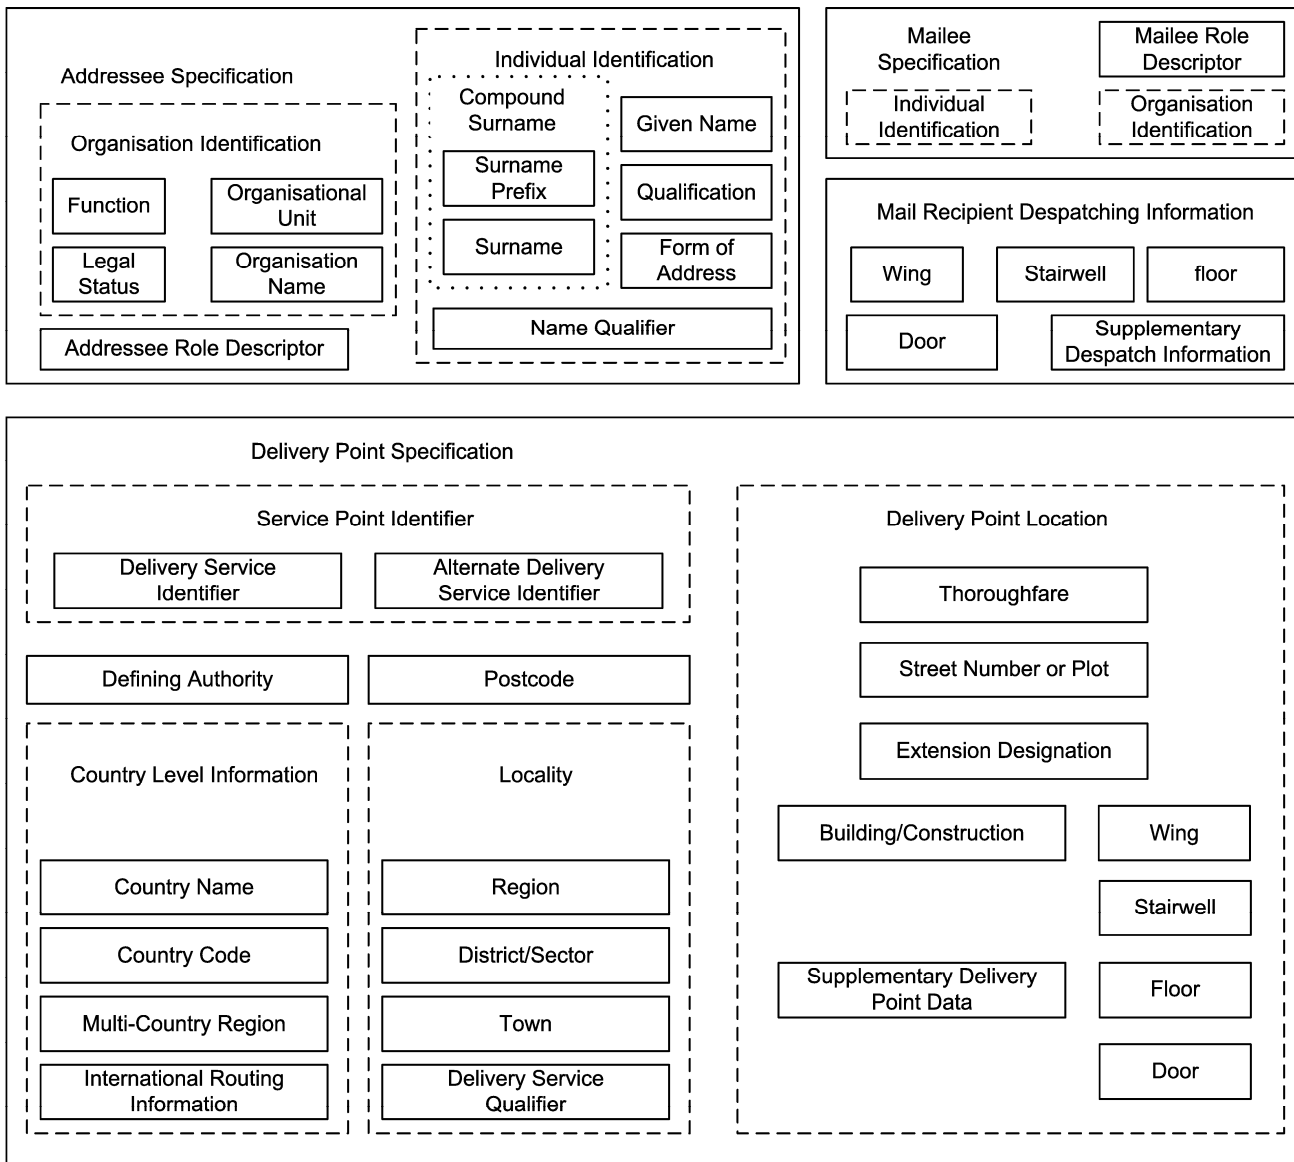 Addressee Specification
Organisation Identification
Function
Organisational
Unit
Legal
Status
Organisation
Name
Addressee Role Descriptor
Individual Identification
Compound
Surname
Surname
Prefix
Surname
Given Name
Qualification
Form of
Address
Name Qualifier
Mailee
Specification
Mailee Role
Descriptor
Individual
Identification
Organisation
Identification
Mail Recipient Despatching Information
Wing
Stairwell
floor
Door
Supplementary
Despatch Information
Delivery Point Specification
Service Point Identifier
Delivery Service
Identifier
Alternate Delivery
Service Identifier
Defining Authority
Postcode
Country Level Information
Country Name
Country Code
Multi-Country Region
International Routing
Information
Locality
Region
District/Sector
Town
Delivery Service
Qualifier
Delivery Point Location
Thoroughfare
Street Number or Plot
Extension Designation
Building/Construction
Wing
Stairwell
Supplementary Delivery
Point Data
Floor
Door